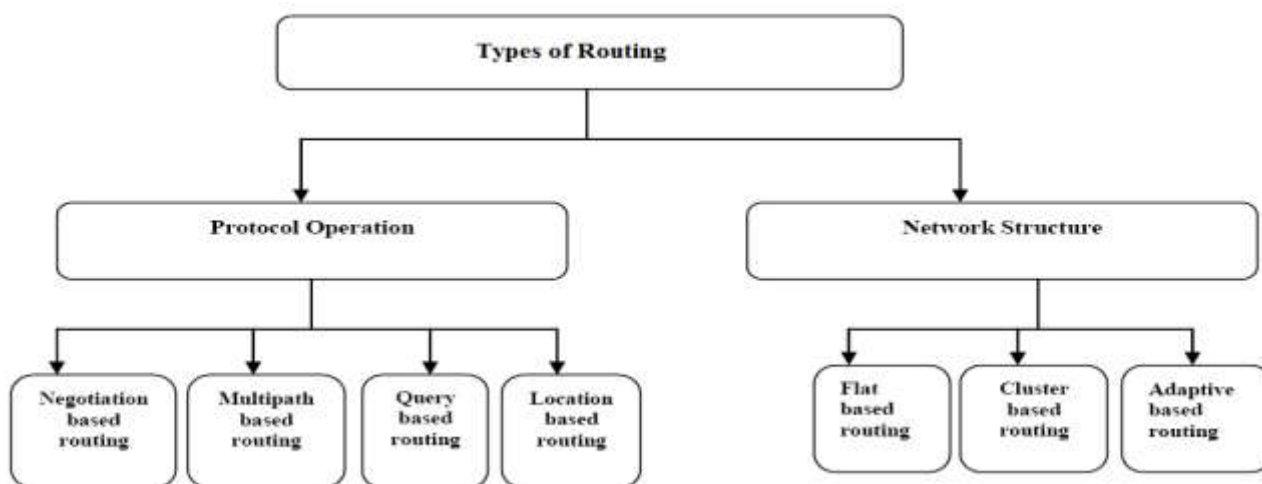 Types of Routing
Protocol Operation
Network Structure
Negotiation
based
routing
Multipath
based
routing
Query
based
routing
Location
based
routing
Flat
based
routing
Cluster
based
routing
Adaptive
based
routing